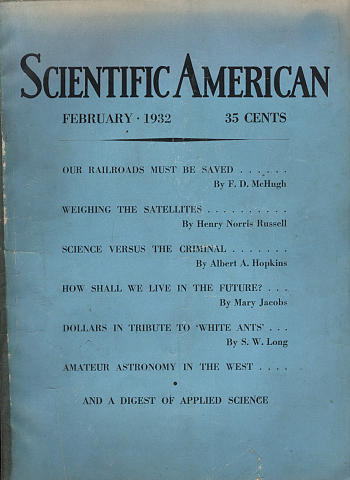 SCIENTIFIC AMERICAN
FEBRUARY · 1932 35 CENTS
OUR RAILROADS MUST BE SAVED . . . . . .
By F. D. McHugh
WEIGHING THE SATELLITES . . . . . . . . . .
By Henry Norris Russell
SCIENCE VERSUS THE CRIMINAL . . . . . . .
By Albert A. Hopkins
HOW SHALL WE LIVE IN THE FUTURE? . . .
By Mary Jacobs
DOLLARS IN TRIBUTE TO 'WHITE ANTS' . . .
By S. W. Long
AMATEUR ASTRONOMY IN THE WEST . . . .
AND A DIGEST OF APPLIED SCIENCE